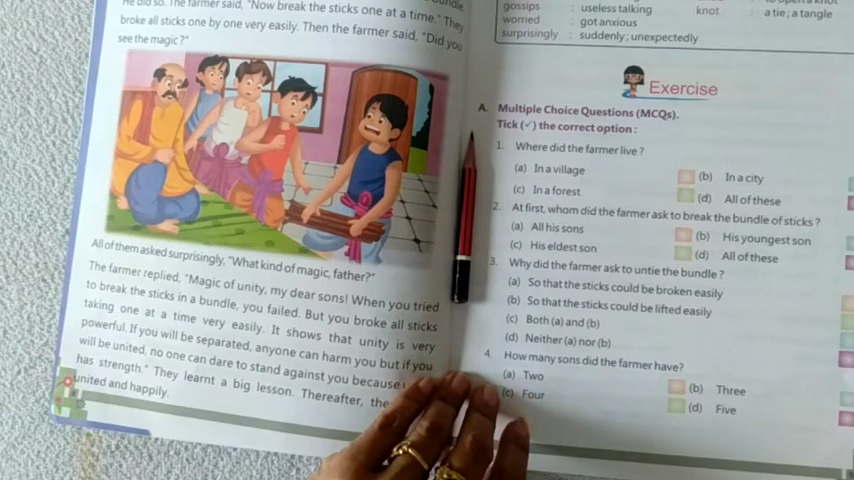 He did so. The farmer said, "Now break the sticks one at a time." They
broke all sticks one by one very easily. Then the farmer said, "Did you
see the magic?"
All of them asked surprisingly, "What kind of magic, father?"
The farmer replied, "Magic of unity, my dear sons! When you tried
to break the sticks in a bundle, you failed. But you broke all sticks
taking one at a time very easily. It shows that unity is very
powerful. If you will be separated, anyone can harm you but if you
will be united, no one can dare to stand against you because
has strength." They learnt a big lesson. Thereafter, the
united and happily.
gossips : useless talking
knot : a tie; a tangle
worried : got anxious
surprisingly : suddenly; unexpectedly
Exercise
A. Multiple Choice Questions (MCQs).
Tick (✓) the correct option :
1. Where did the farmer live ?
(a) In a village (b) In a city
(c) In a forest (d) All of these
2. At first, whom did the farmer ask to break the bundle of sticks ?
(a) All his sons (b) His youngest son
(c) His eldest son (d) All of these
3. Why did the farmer ask to untie the bundle ?
(a) So that the sticks could be broken easily
(b) So that the sticks could be lifted easily
(c) Both (a) and (b)
(d) Neither (a) nor (b)
4. How many sons did the farmer have?
(a) Two (b) Three
(c) Four (d) Five